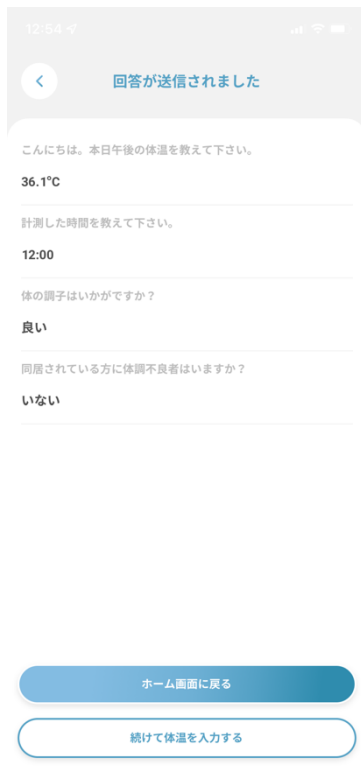 12:54
回答が送信されました
こんにちは。本日午後の体温を教えて下さい。
36.1℃
計測した時間を教えて下さい。
12:00
体の調子はいかがですか？
良い
同居されている方に体調不良者はいますか？
いない
ホーム画面に戻る
続けて体温を入力する